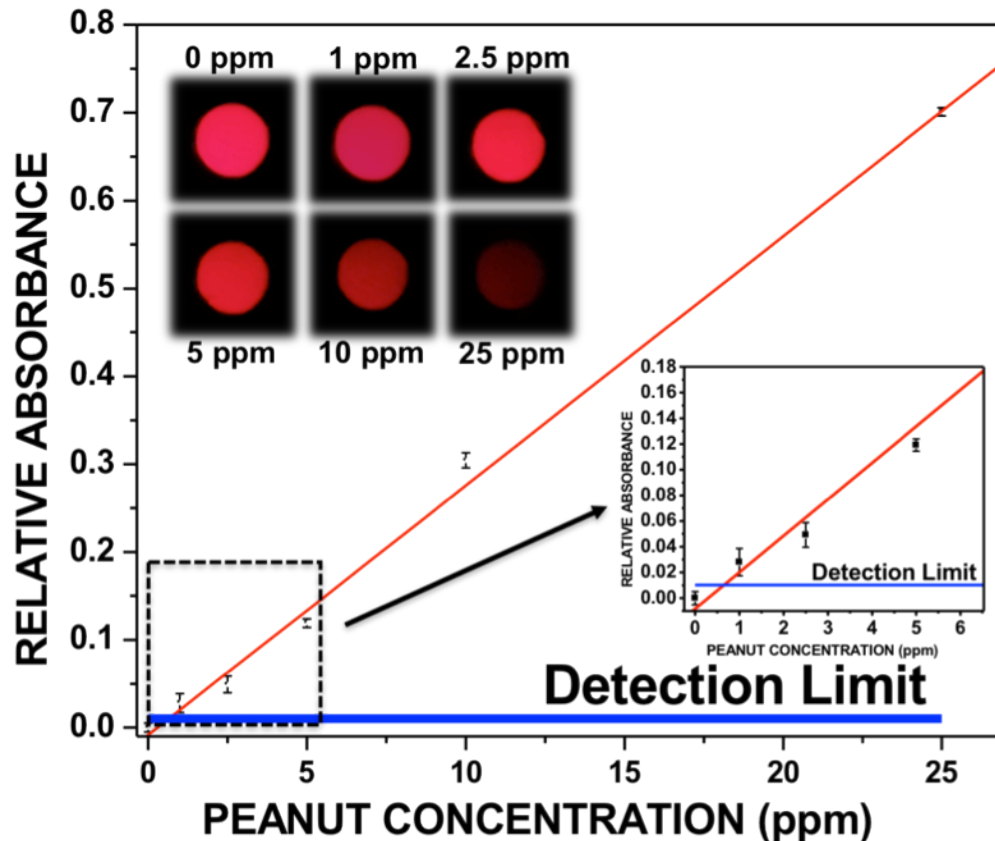 0.8
0.7
0.6
0.5
0.4
0.3
0.2
0.1
0.0
RELATIVE ABSORBANCE
0 ppm 1 ppm 2.5 ppm
5 ppm 10 ppm 25 ppm
0.18
0.16
0.14
0.12
0.10
0.08
0.06
0.04
0.02
0.00
RELATIVE ABSORBANCE
Detection Limit
0 1 2 3 4 5 6
PEANUT CONCENTRATION (ppm)
Detection Limit
0 5 10 15 20 25
PEANUT CONCENTRATION (ppm)